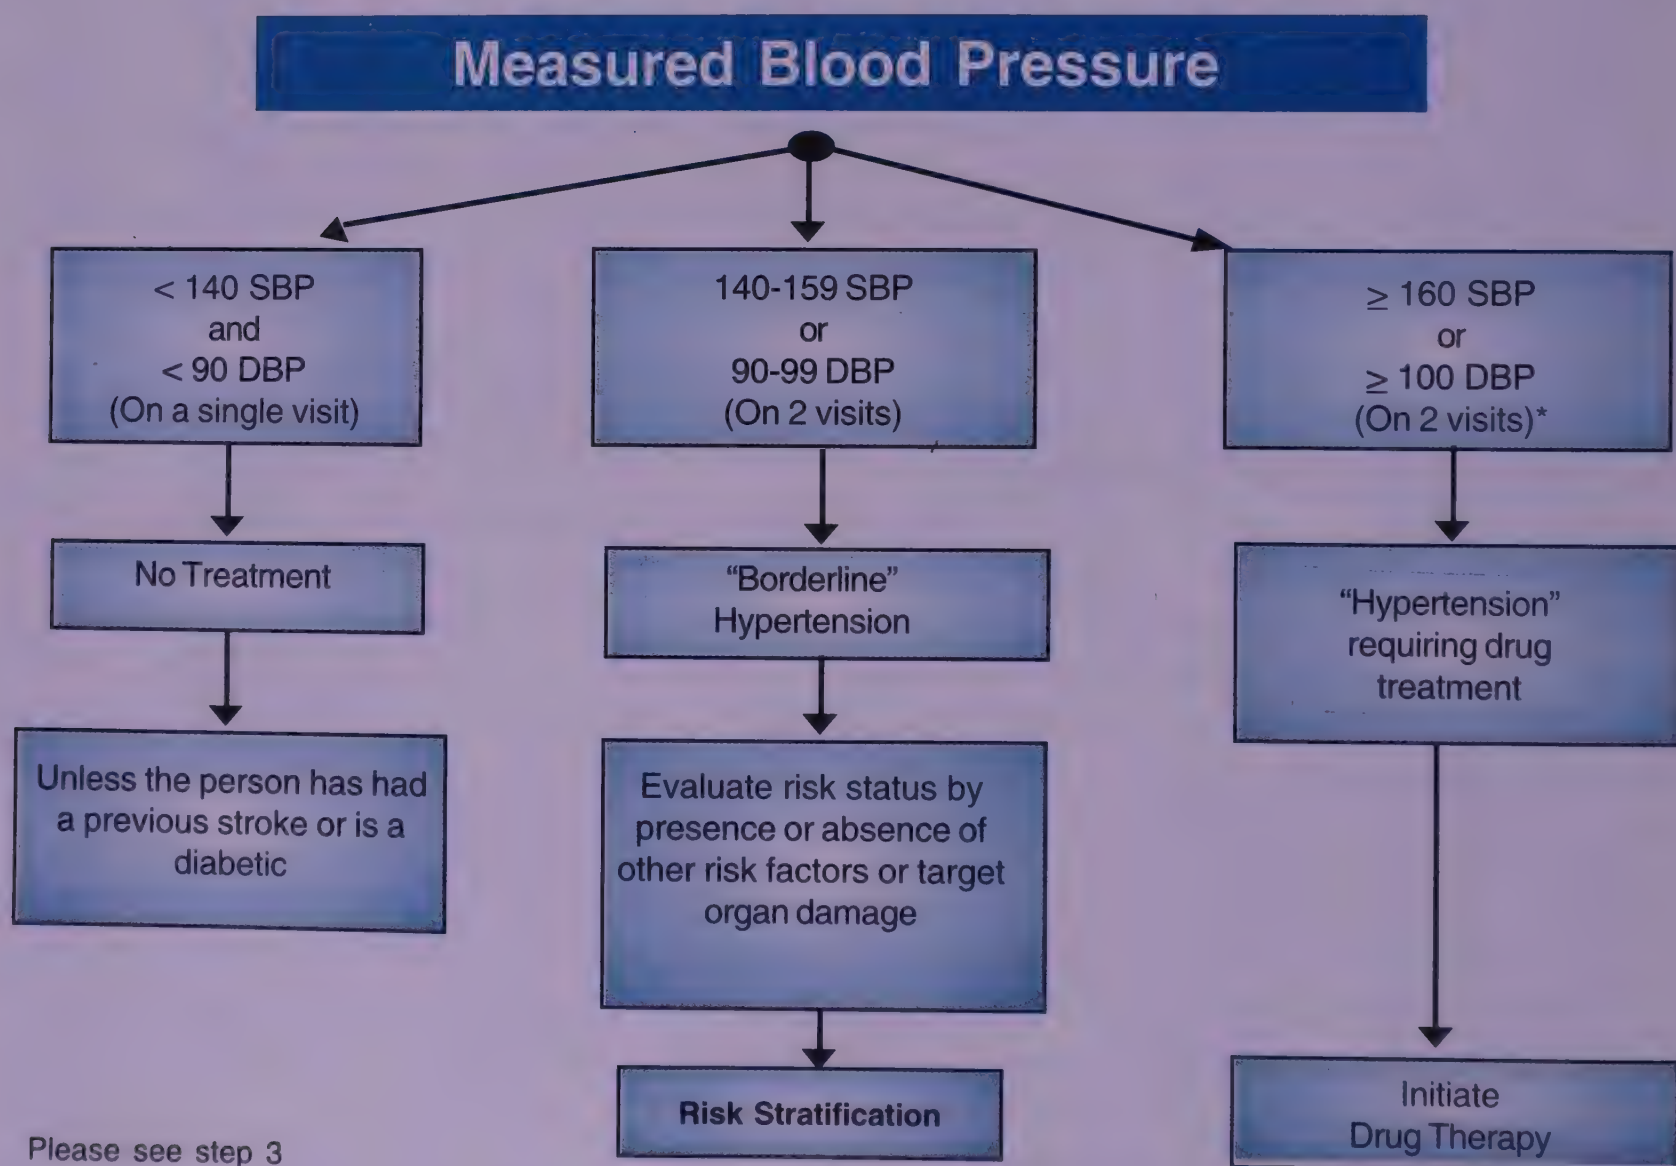 Measured Blood Pressure
< 140 SBP
and
< 90 DBP
(On a single visit)
140-159 SBP
or
90-99 DBP
(On 2 visits)
≥ 160 SBP
or
≥ 100 DBP
(On 2 visits)*
No Treatment
“Borderline”
Hypertension
“Hypertension”
requiring drug
treatment
Unless the person has had
a previous stroke or is a
diabetic
Evaluate risk status by
presence or absence of
other risk factors or target
organ damage
Risk Stratification
Initiate
Drug Therapy
Please see step 3